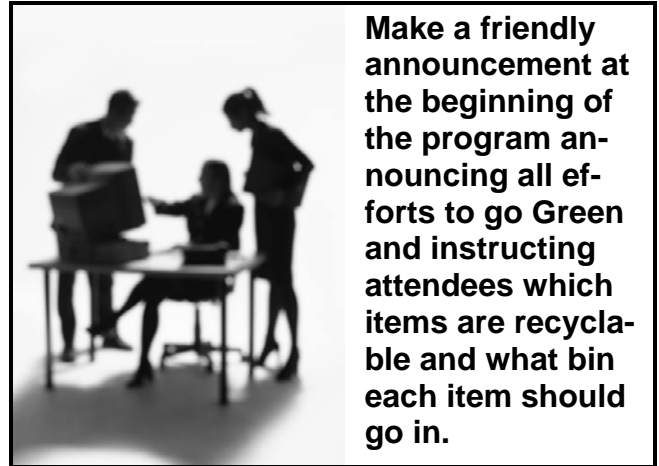 Make a friendly
announcement at
the beginning of
the program an-
nouncing all ef-
forts to go Green
and instructing
attendees which
items are recycla-
ble and what bin
each item should
go in.